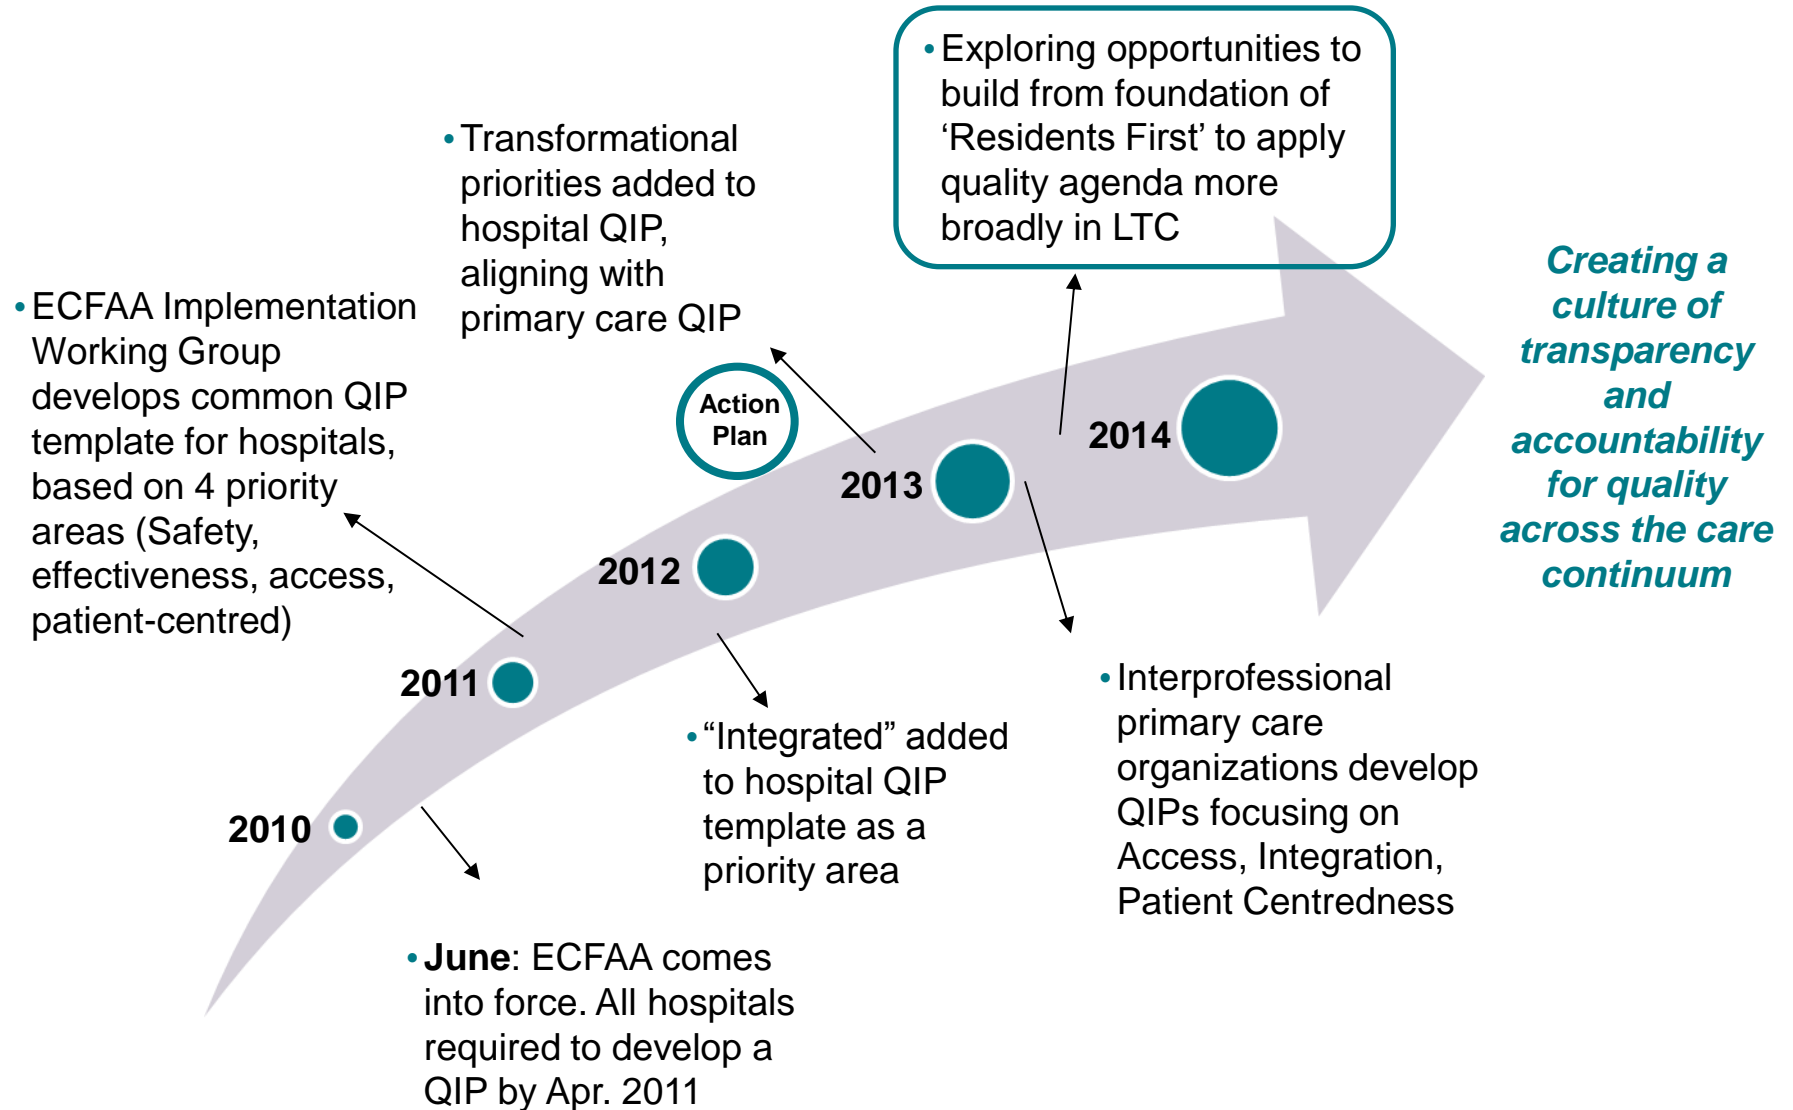 • Exploring opportunities to
build from foundation of
‘Residents First’ to apply
quality agenda more
broadly in LTC
• Transformational
priorities added to
hospital QIP,
aligning with
primary care QIP
• ECFAA Implementation
Working Group
develops common QIP
template for hospitals,
based on 4 priority
areas (Safety,
effectiveness, access,
patient-centred)
Action
Plan
2010
2011
2012
2013
2014
Creating a
culture of
transparency
and
accountability
for quality
across the care
continuum
• June: ECFAA comes
into force. All hospitals
required to develop a
QIP by Apr. 2011
• “Integrated” added
to hospital QIP
template as a
priority area
• Interprofessional
primary care
organizations develop
QIPs focusing on
Access, Integration,
Patient Centredness